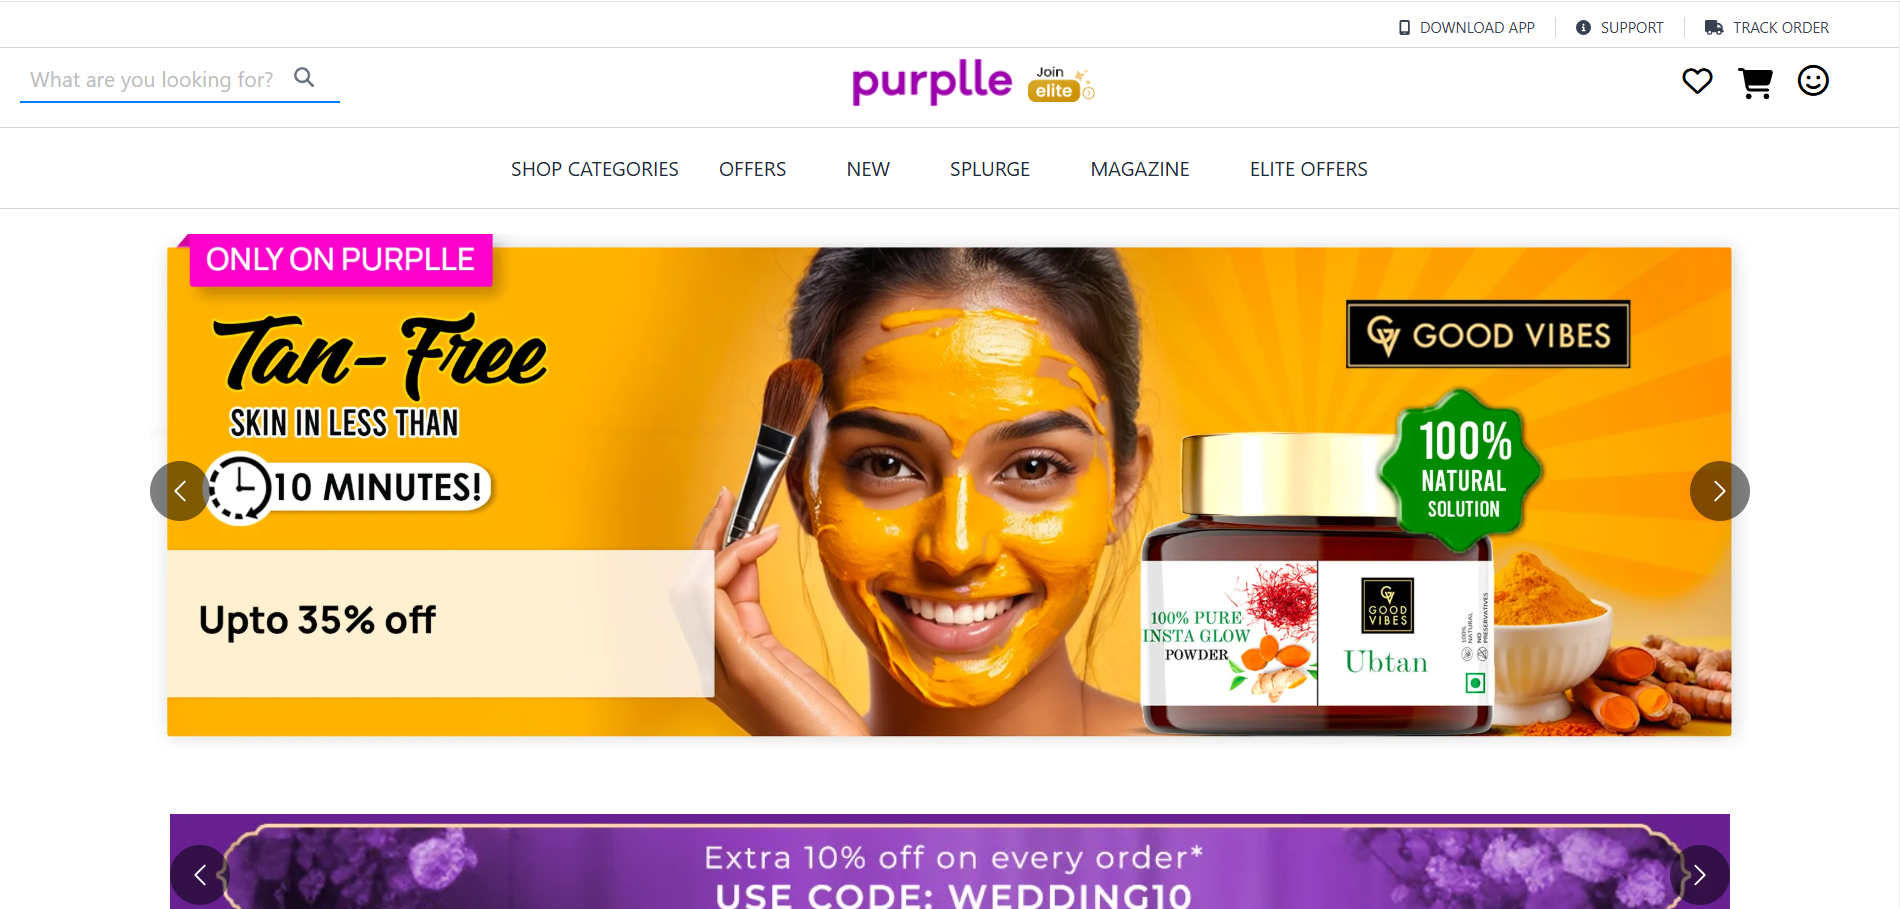 DOWNLOAD APP
SUPPORT
TRACK ORDER
What are you looking for?
purplle
Join
elite
SHOP CATEGORIES
OFFERS
NEW
SPLURGE
MAGAZINE
ELITE OFFERS
ONLY ON PURPLLE
Tan-Free
SKIN IN LESS THAN
10 MINUTES!
Upto 35% off
GV GOOD VIBES
100%
NATURAL
SOLUTION
100% PURE
INSTA GLOW
POWDER
GV
GOOD
VIBES
Ubtan
100%
NATURAL
NO
PRESERVATIVES
Extra 10% off on every order*
USE CODE: WEDDING10